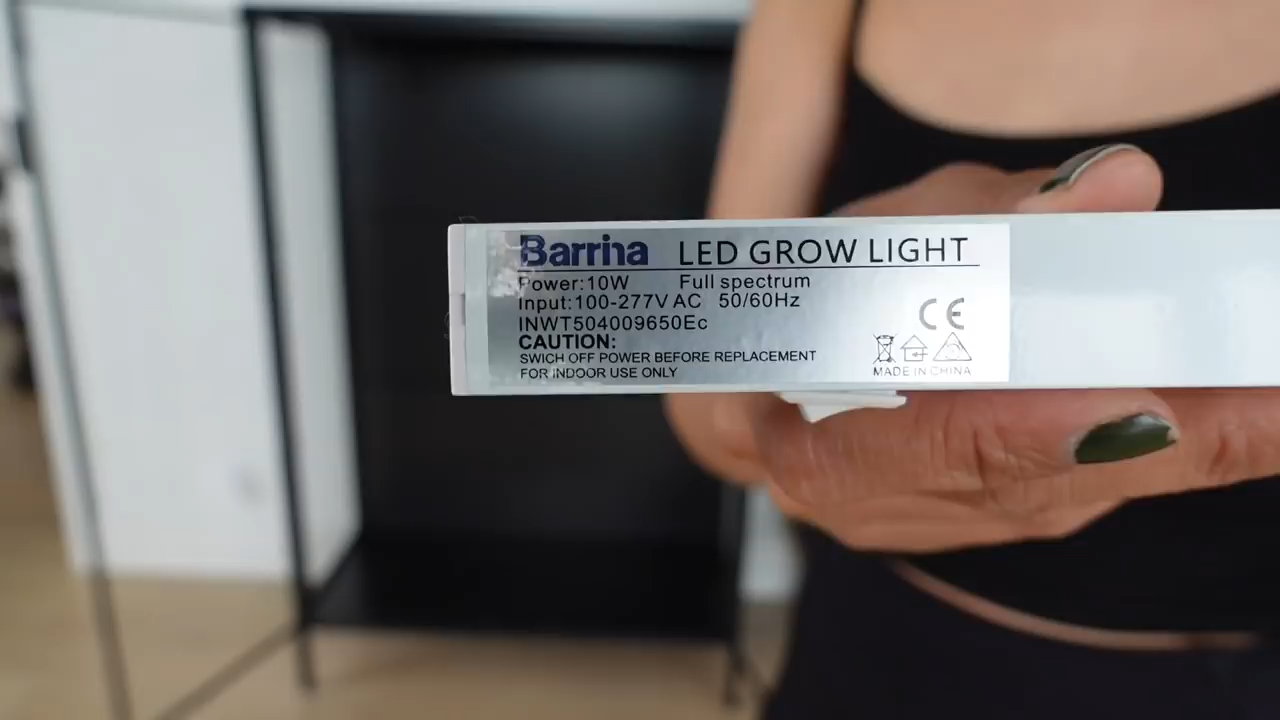 Barrina LED GROW LIGHT
Power:10W Full spectrum
Input:100-277V AC 50/60Hz
INWT504009650Ec
CAUTION:
SWICH OFF POWER BEFORE REPLACEMENT
FOR INDOOR USE ONLY
CE
MADE IN CHINA